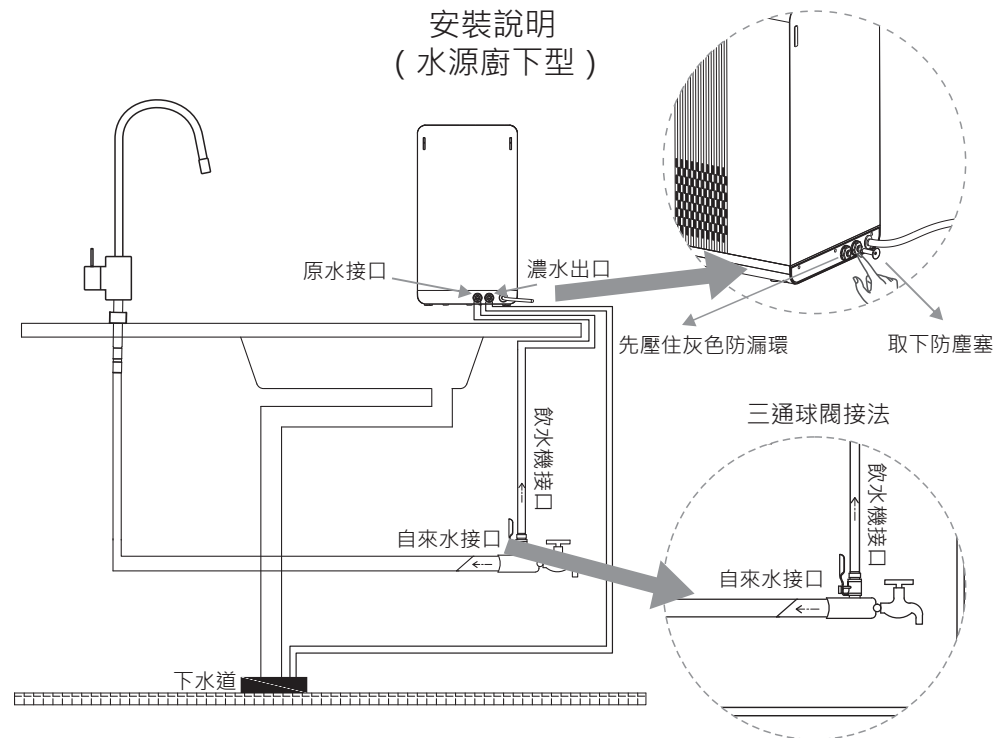 安裝說明
（水源廚下型）
原水接口
濃水出口
先壓住灰色防漏環
取下防塵塞
三通球閥接法
飲水機接口
飲水機接口
自來水接口
自來水接口
下水道